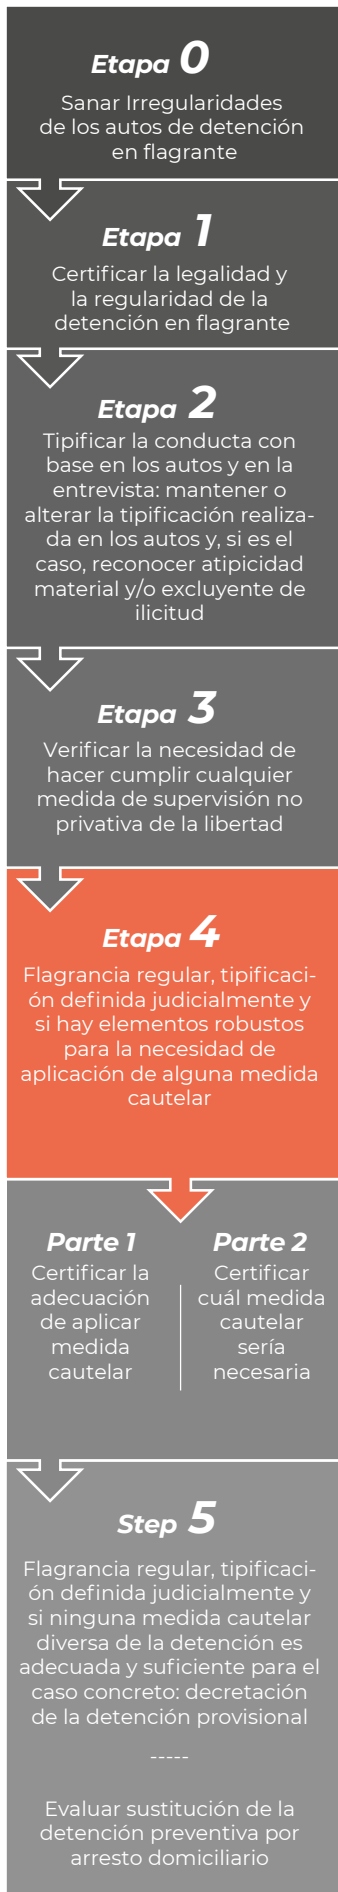 Etapa 0
Sanar Irregularidades
de los autos de detención
en flagrante
Etapa 1
Certificar la legalidad y
la regularidad de la
detención en flagrante
Etapa 2
Tipificar la conducta con
base en los autos y en la
entrevista: mantener o
alterar la tipificación realiza-
da en los autos y, si es el
caso, reconocer atipicidad
material y/o excluyente de
ilicitud
Etapa 3
Verificar la necesidad de
hacer cumplir cualquier
medida de supervisión no
privativa de la libertad
Etapa 4
Flagrancia regular, tipificaci-
ón definida judicialmente y
si hay elementos robustos
para la necesidad de
aplicación de alguna medida
cautelar
Parte 1
Certificar la
adecuación
de aplicar
medida
cautelar
Parte 2
Certificar
cuál medida
cautelar
sería
necesaria
Step 5
Flagrancia regular, tipificaci-
ón definida judicialmente y
si ninguna medida cautelar
diversa de la detención es
adecuada y suficiente para el
caso concreto: decretación
de la detención provisional
-----
Evaluar sustitución de la
detención preventiva por
arresto domiciliario